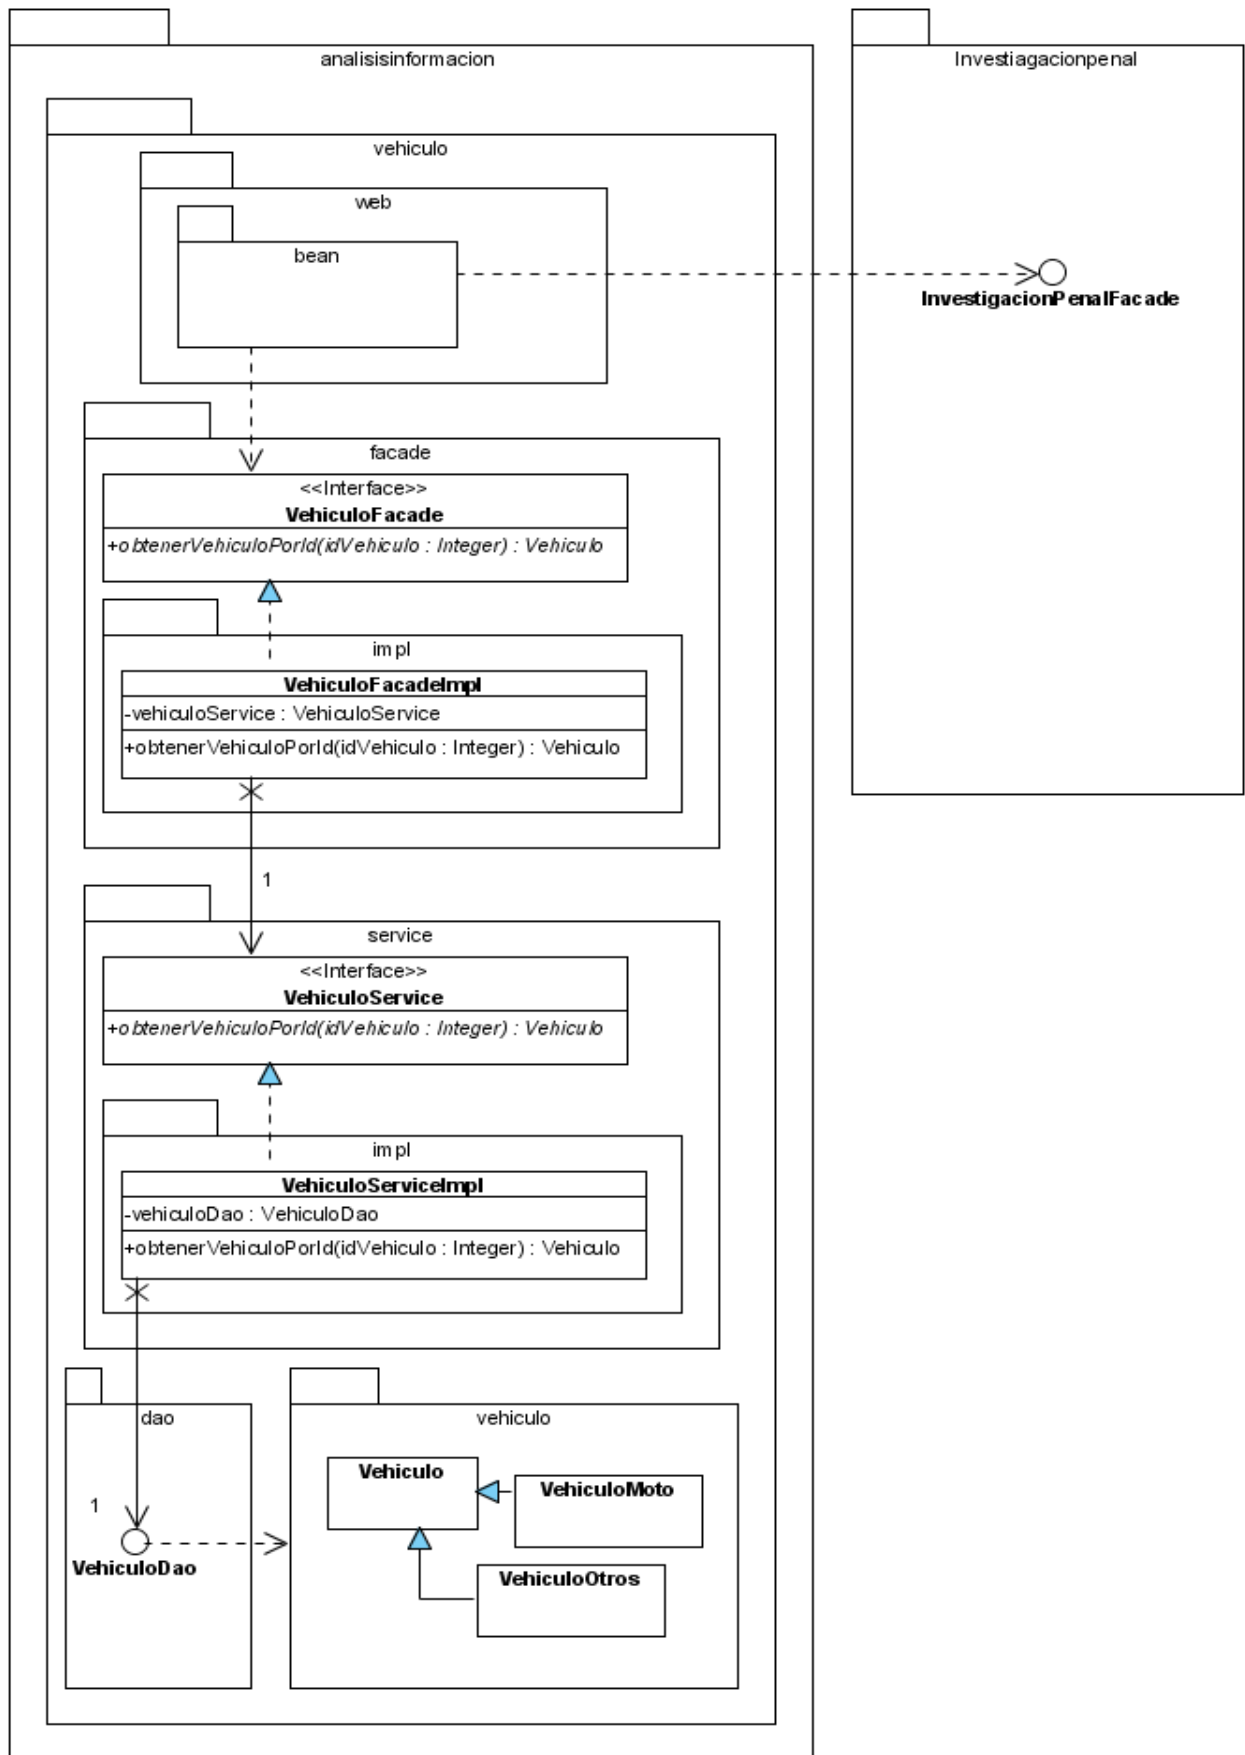 analisisinformacion
Investiagacionpenal
vehiculo
web
bean
InvestigacionPenalFacade
facade
<<Interface>>
VehiculoFacade
+obtenerVehiculoPorId(idVehiculo : Integer) : Vehiculo
impl
VehiculoFacadeImpl
-vehiculoService : VehiculoService
+obtenerVehiculoPorId(idVehiculo : Integer) : Vehiculo
1
service
<<Interface>>
VehiculoService
+obtenerVehiculoPorId(idVehiculo : Integer) : Vehiculo
impl
VehiculoServiceImpl
-vehiculoDao : VehiculoDao
+obtenerVehiculoPorId(idVehiculo : Integer) : Vehiculo
dao
vehiculo
Vehiculo
VehiculoMoto
1
VehiculoDao
VehiculoOtros